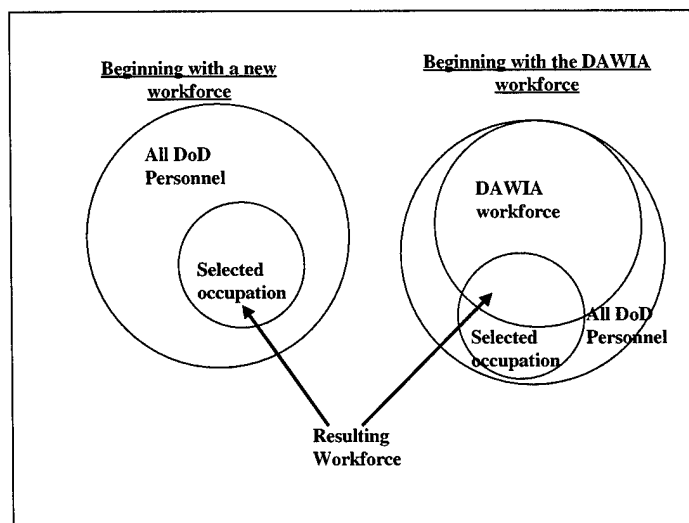 Beginning with a new
workforce
All DoD
Personnel
Selected
occupation
Beginning with the DAWIA
workforce
DAWIA
workforce
Selected
occupation
All DoD
Personnel
Resulting
Workforce